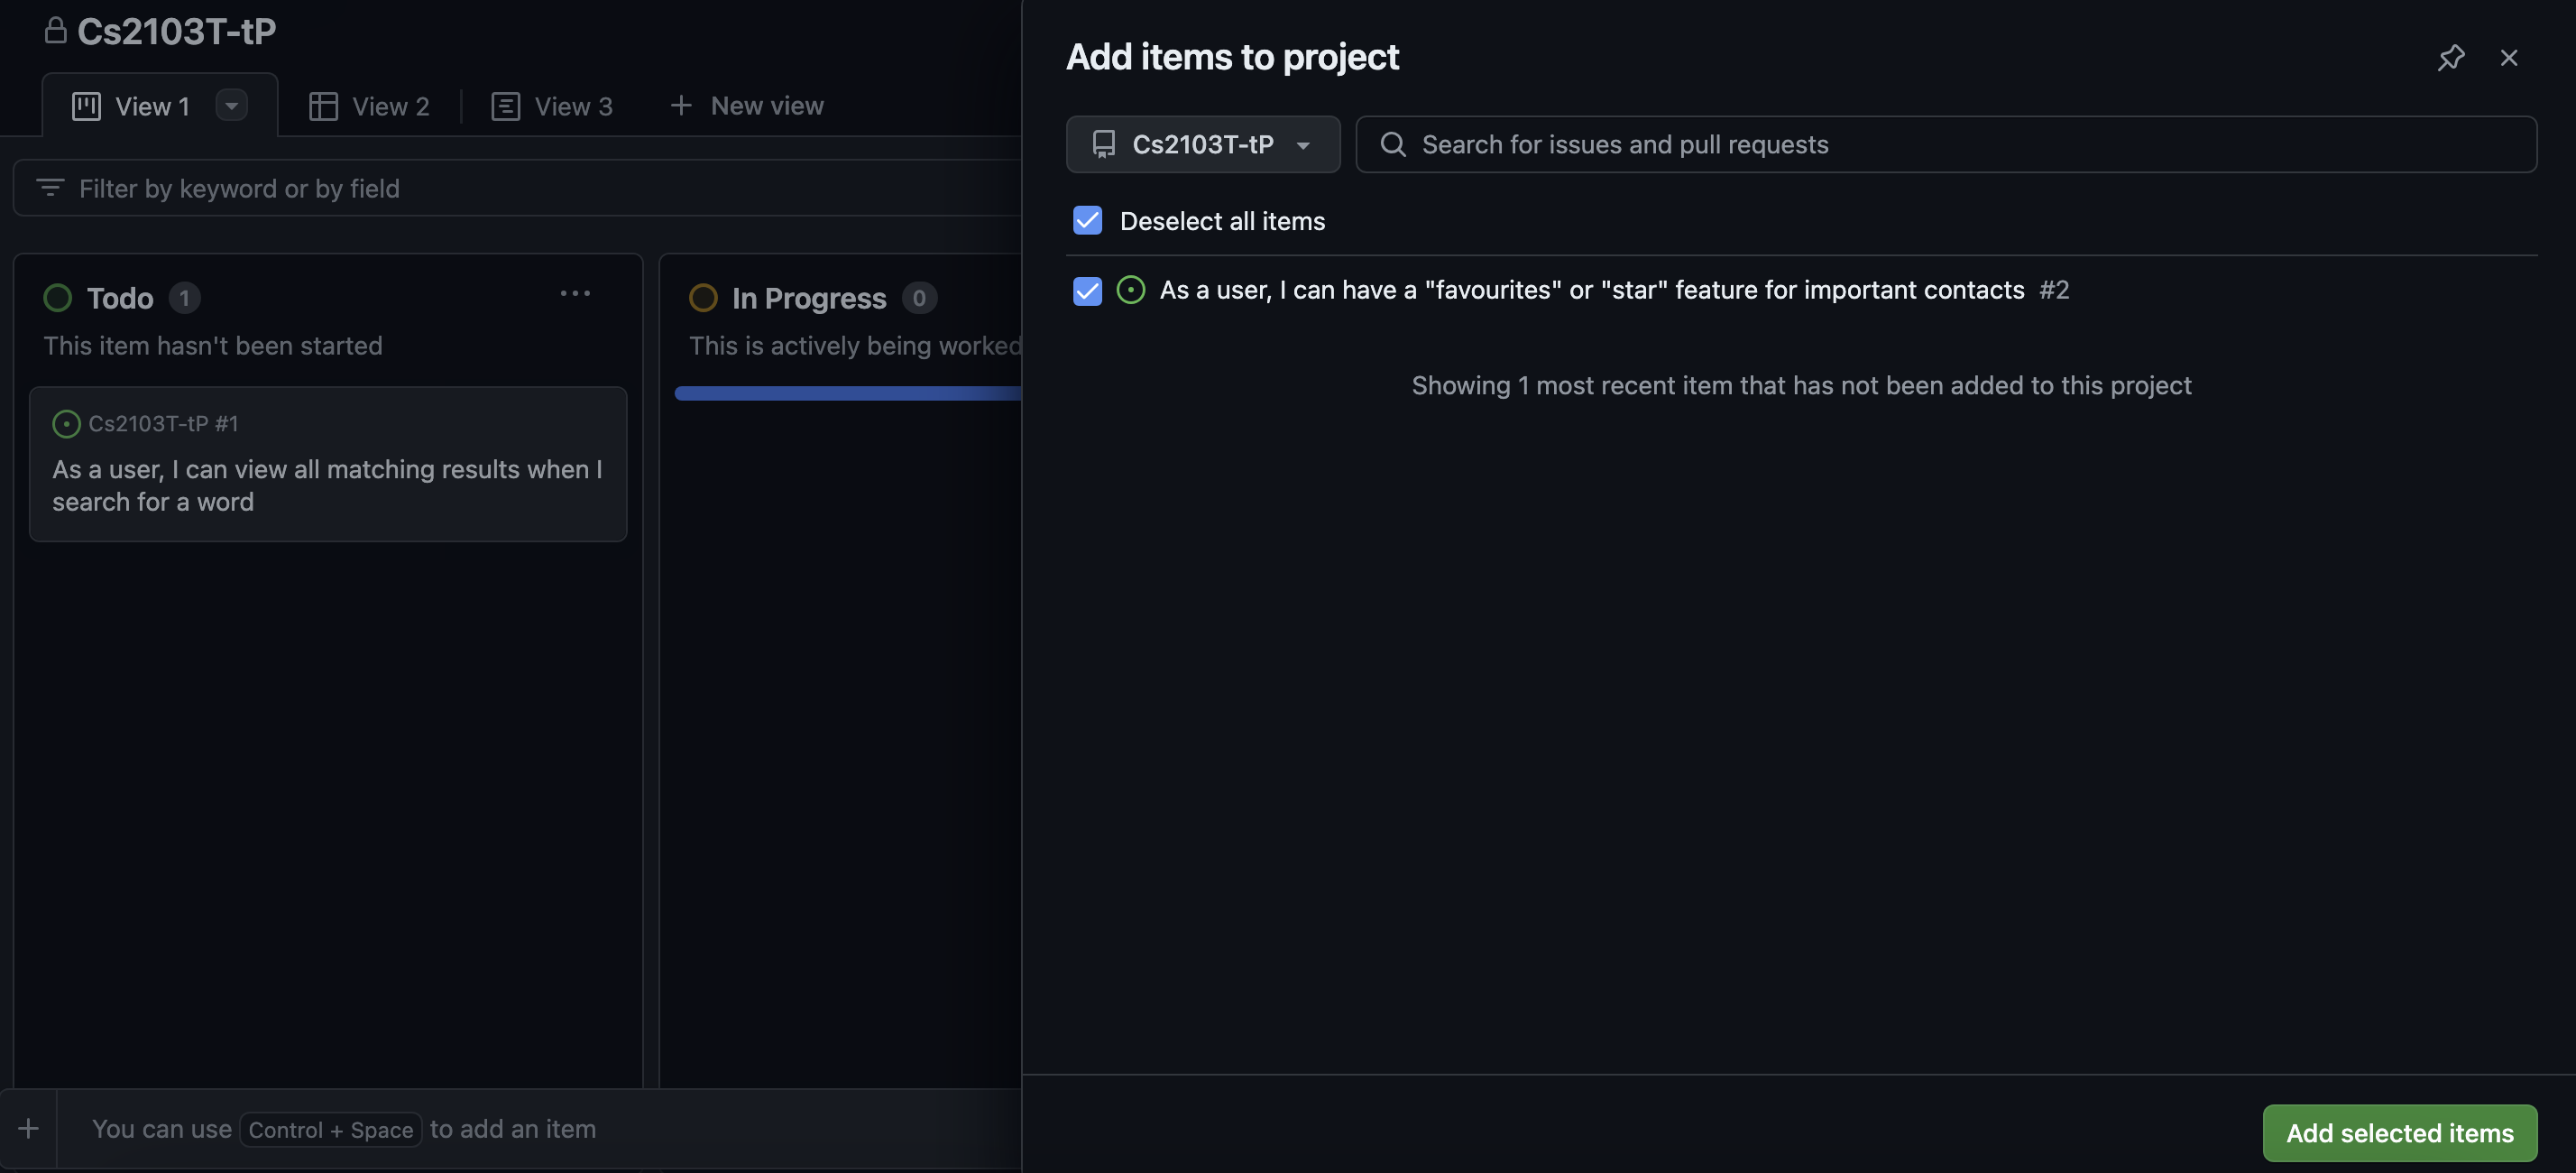 Cs2103T-tP
View 1
View 2
View 3
New view
Filter by keyword or by field
Todo 1
This item hasn't been started
Cs2103T-tP #1
As a user, I can view all matching results when I
search for a word
In Progress 0
This is actively being worked
You can use Control + Space to add an item
Add items to project
Cs2103T-tP
Search for issues and pull requests
Deselect all items
As a user, I can have a "favourites" or "star" feature for important contacts #2
Showing 1 most recent item that has not been added to this project
Add selected items